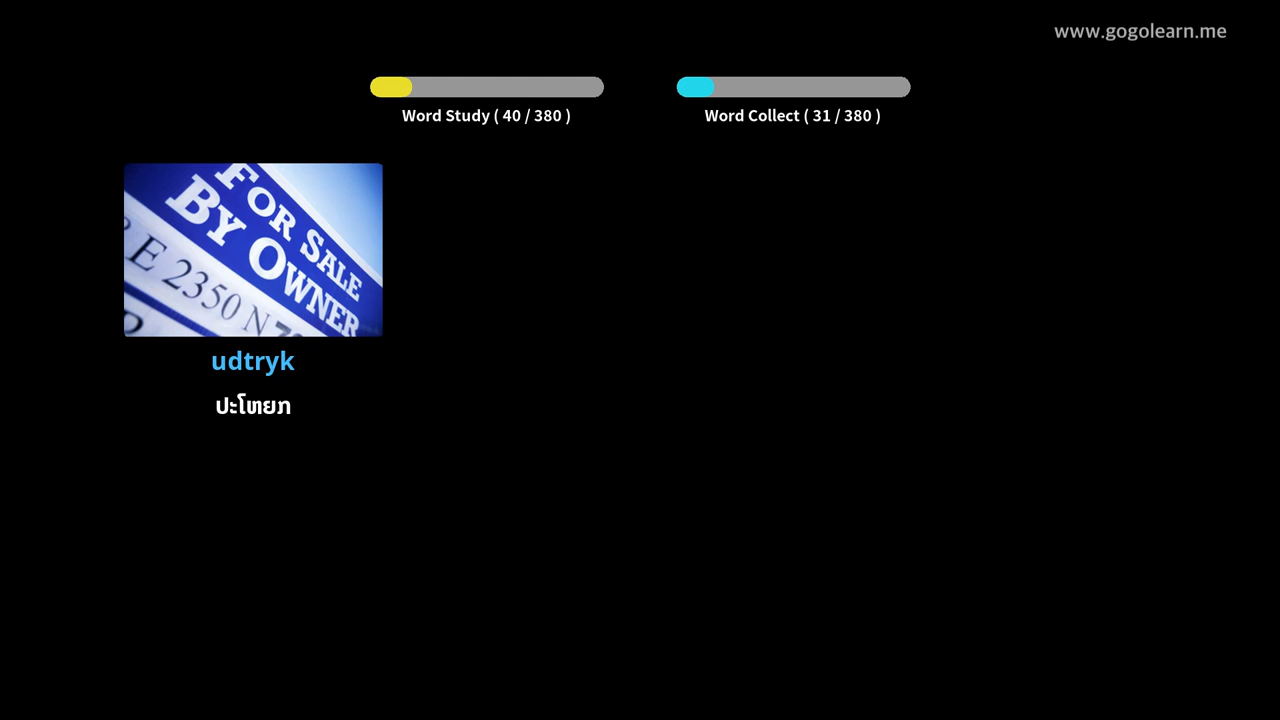 www.gogolearn.me
Word Study ( 40 / 380 )
Word Collect ( 31 / 380 )
FOR SALE
BY OWNER
E 2350 N
udtryk
ປະໂຫຍກ